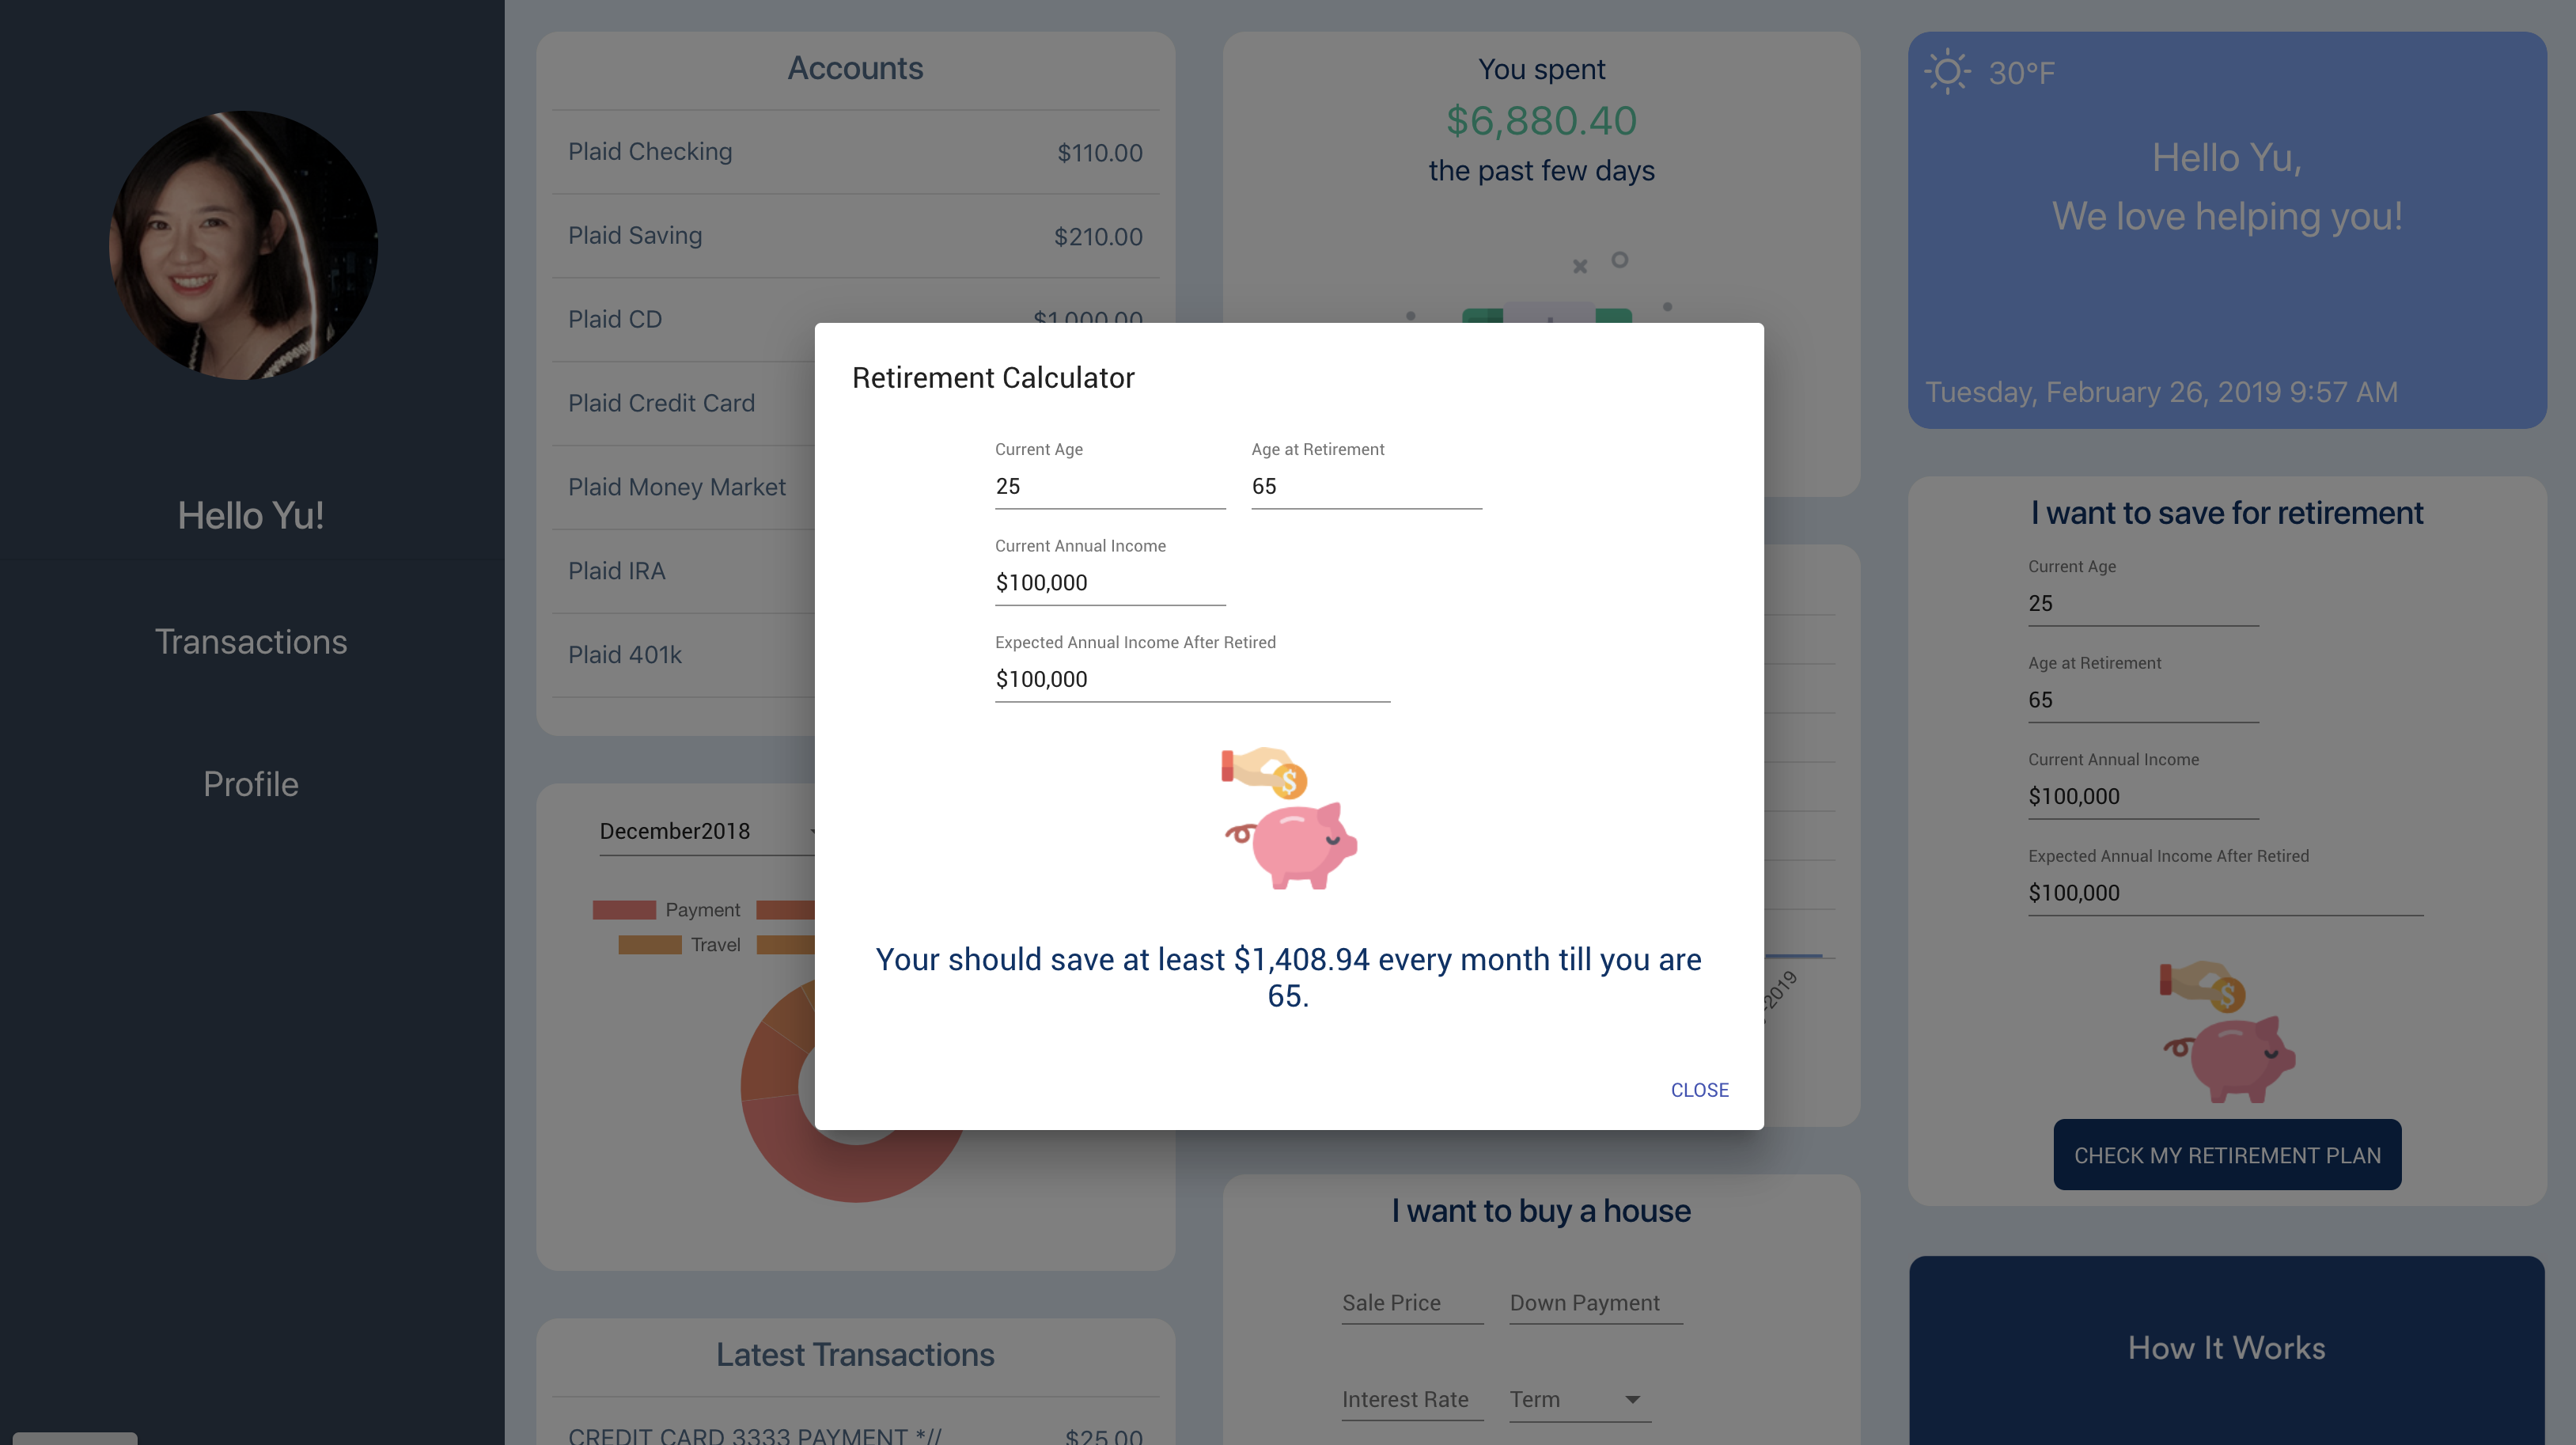 Hello Yu!
Transactions
Profile
Accounts
Plaid Checking $110.00
Plaid Saving $210.00
Plaid CD $1,000.00
Plaid Credit Card
Plaid Money Market
Plaid IRA
Plaid 401k
December2018
Payment
Travel
Latest Transactions
CREDIT CARD 3333 PAYMENT *// $25.00
You spent
$6,880.40
the past few days
Retirement Calculator
Current Age Age at Retirement
25 65
Current Annual Income
$100,000
Expected Annual Income After Retired
$100,000
$
Your should save at least $1,408.94 every month till you are
65.
CLOSE
2019
I want to buy a house
Sale Price Down Payment
Interest Rate Term
30°F
Hello Yu,
We love helping you!
Tuesday, February 26, 2019 9:57 AM
I want to save for retirement
Current Age
25
Age at Retirement
65
Current Annual Income
$100,000
Expected Annual Income After Retired
$100,000
$
CHECK MY RETIREMENT PLAN
How It Works